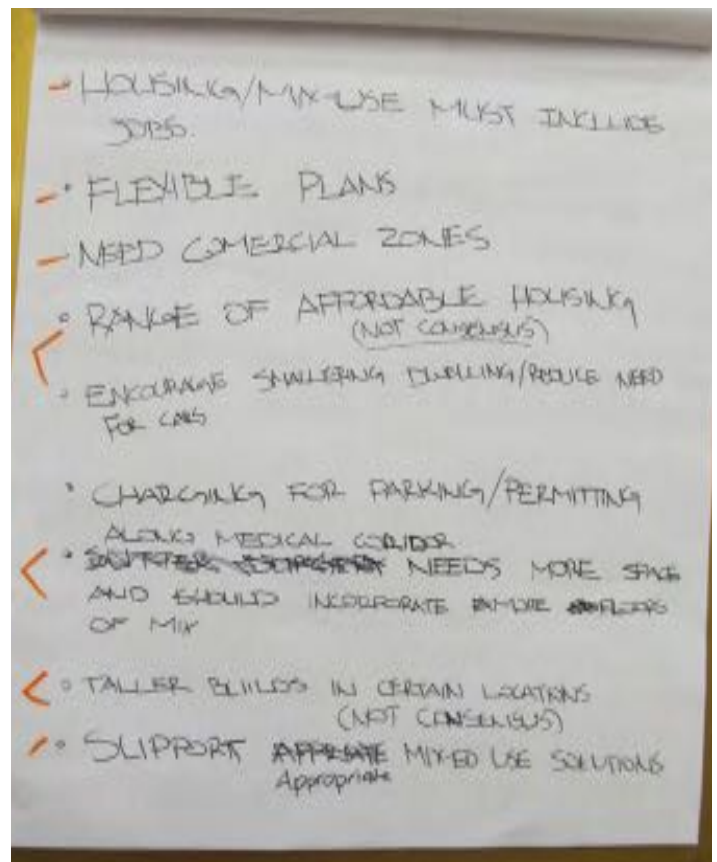 - HOUSING/MIX-USE MUST INCLUDE
JOBS.
• FLEXIBLE PLANS
- NEED COMERCIAL ZONES
• RANGE OF AFFORDABLE HOUSING
(NOT CONSENSUS)
• ENCOURAGE SMALLERING DWELLING/REDUCE NEED
FOR CARS
• CHARGING FOR PARKING/PERMITTING
ALONG MEDICAL CORIDOR
• NEEDS MORE SPACE
AND SHOULD INCORPORATE MORE FLOORS
OF MIX
• TALLER BUILDS IN CERTAIN LOCATIONS
(NOT CONSENSUS)
• SUPPORT MIXED USE SOLUTIONS
Appropriate